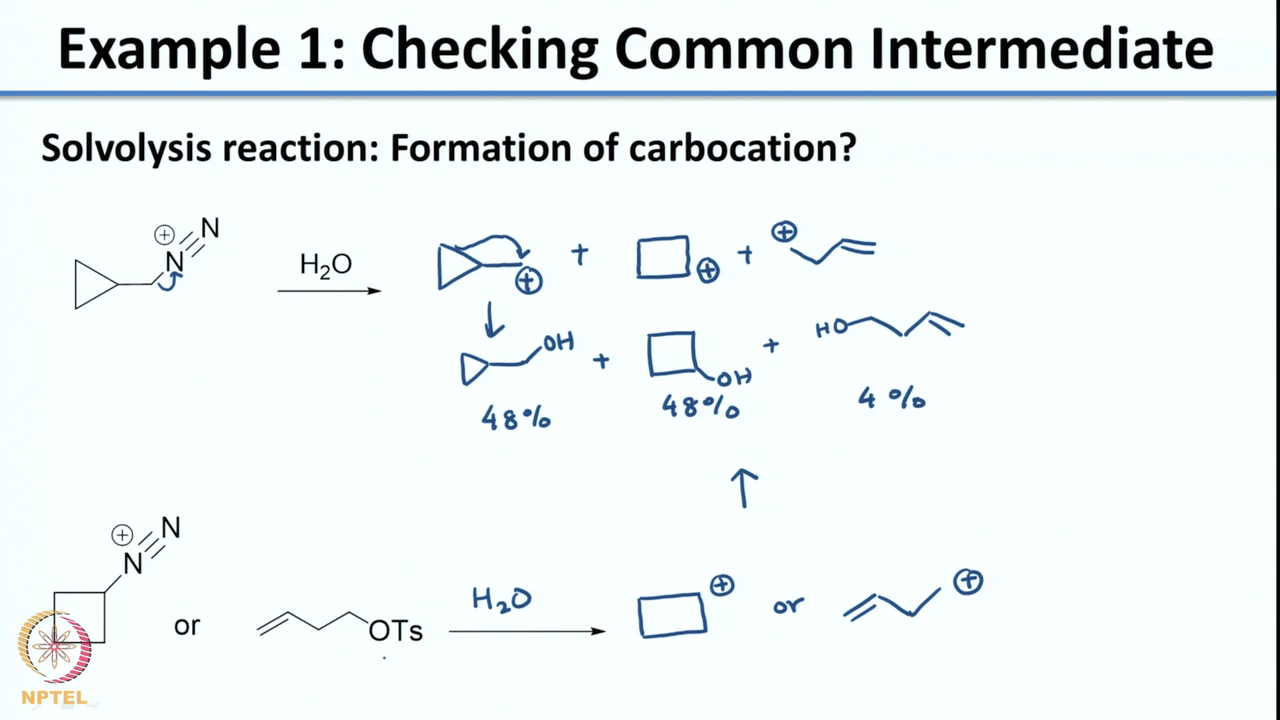 Example 1: Checking Common Intermediate
Solvolysis reaction: Formation of carbocation?
⊕ N≡N
H₂O
⊕ + ⊕ + ⊕
OH + OH + HO
48% 48% 4%
⊕ N≡N
or
OTs
H₂O
⊕ or ⊕
NPTEL